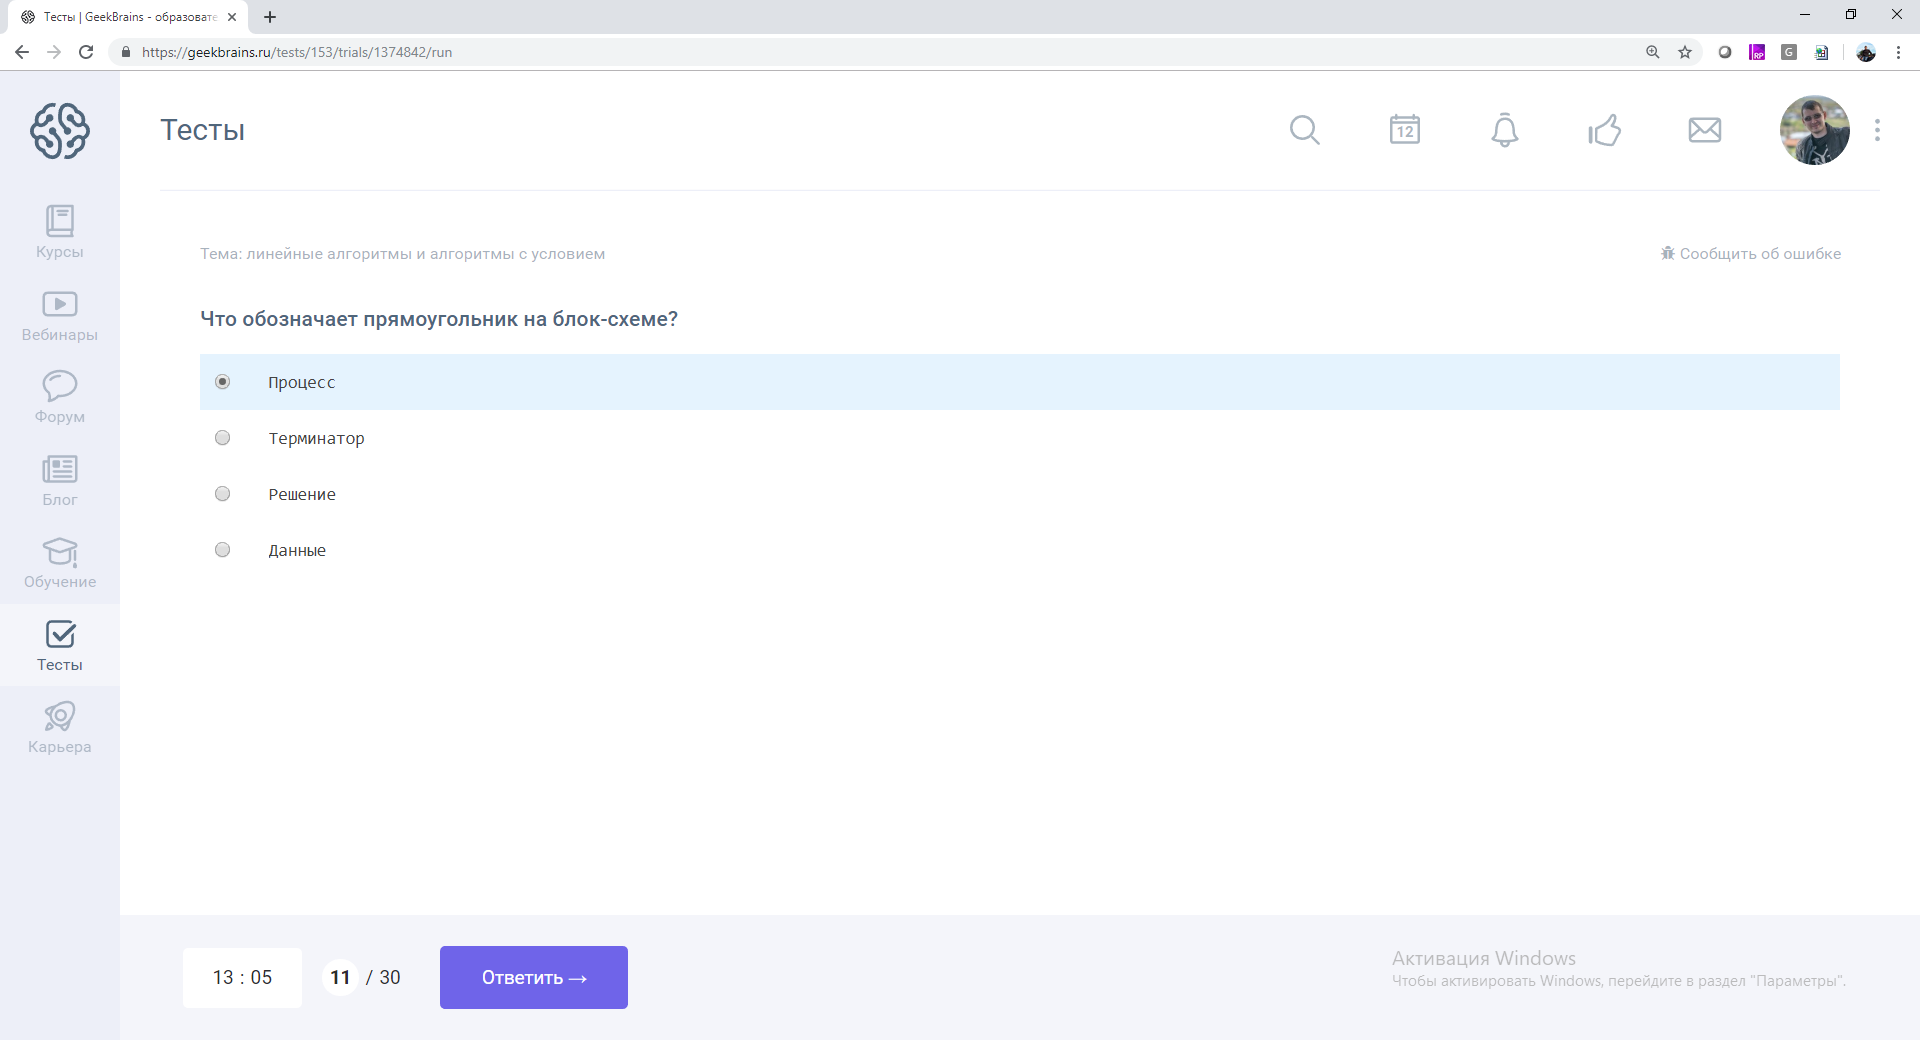 Тесты | GeekBrains - образовате
https://geekbrains.ru/tests/153/trials/1374842/run
RP
G
Тесты
12
Курсы
Вебинары
Форум
Блог
Обучение
Тесты
Карьера
Тема: линейные алгоритмы и алгоритмы с условием
Сообщить об ошибке
Что обозначает прямоугольник на блок-схеме?
Процесс
Терминатор
Решение
Данные
13 : 05
11 / 30
Ответить →
Активация Windows
Чтобы активировать Windows, перейдите в раздел "Параметры".